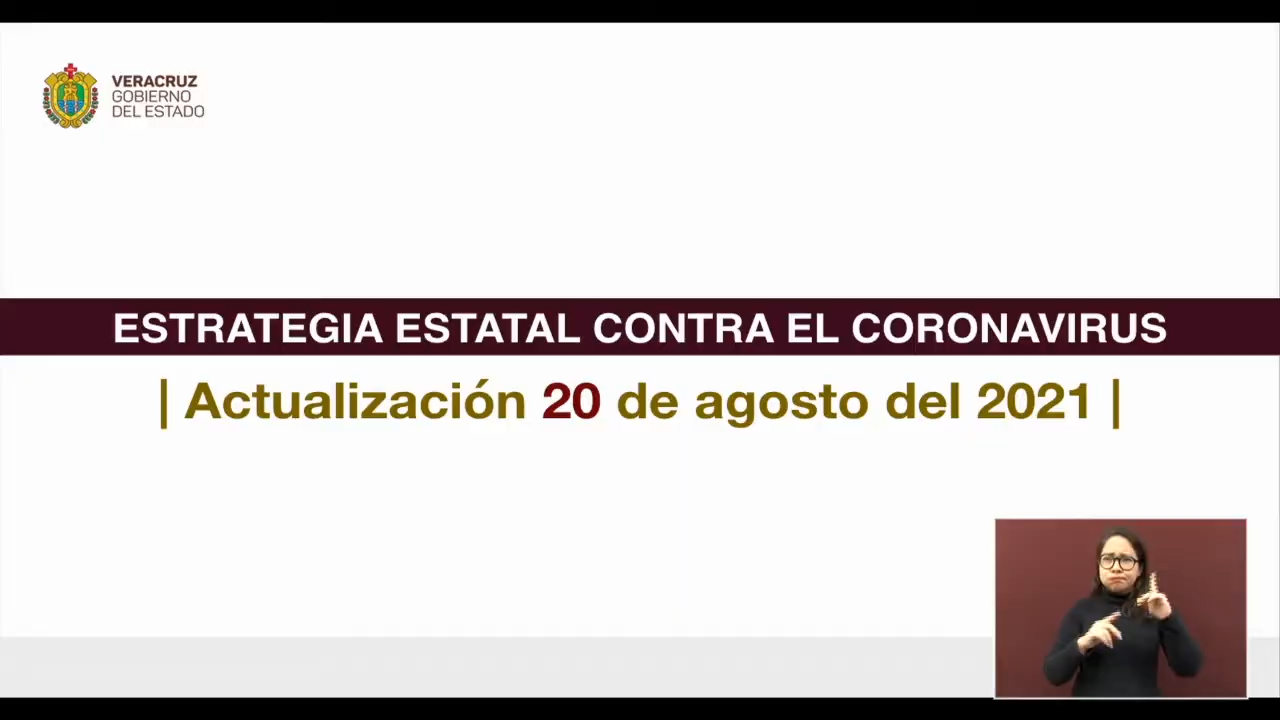 VERACRUZ
GOBIERNO
DEL ESTADO
ESTRATEGIA ESTATAL CONTRA EL CORONAVIRUS
| Actualización 20 de agosto del 2021 |